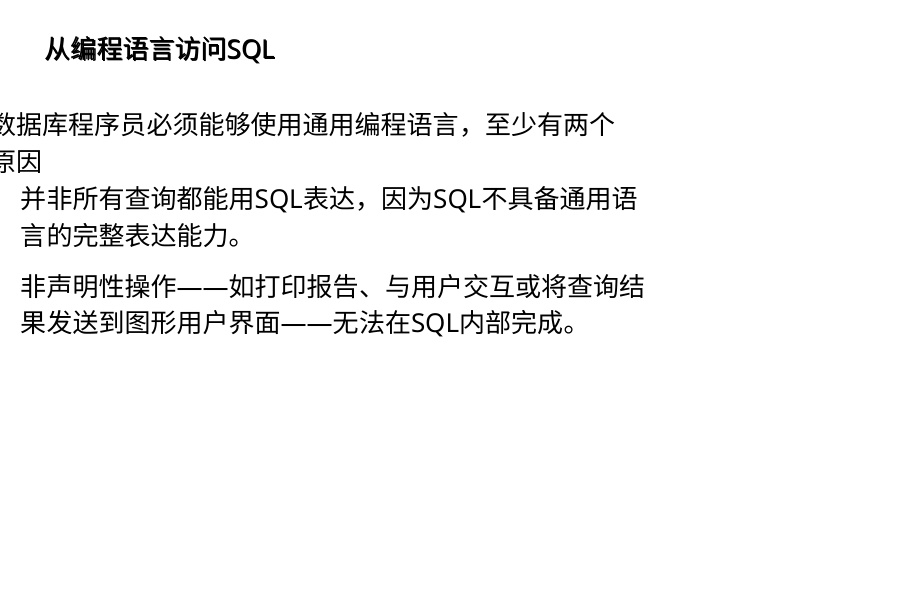 从编程语言访问SQL
数据库程序员必须能够使用通用编程语言，至少有两个
原因
并非所有查询都能用SQL表达，因为SQL不具备通用语
言的完整表达能力。
非声明性操作——如打印报告、与用户交互或将查询结
果发送到图形用户界面——无法在SQL内部完成。